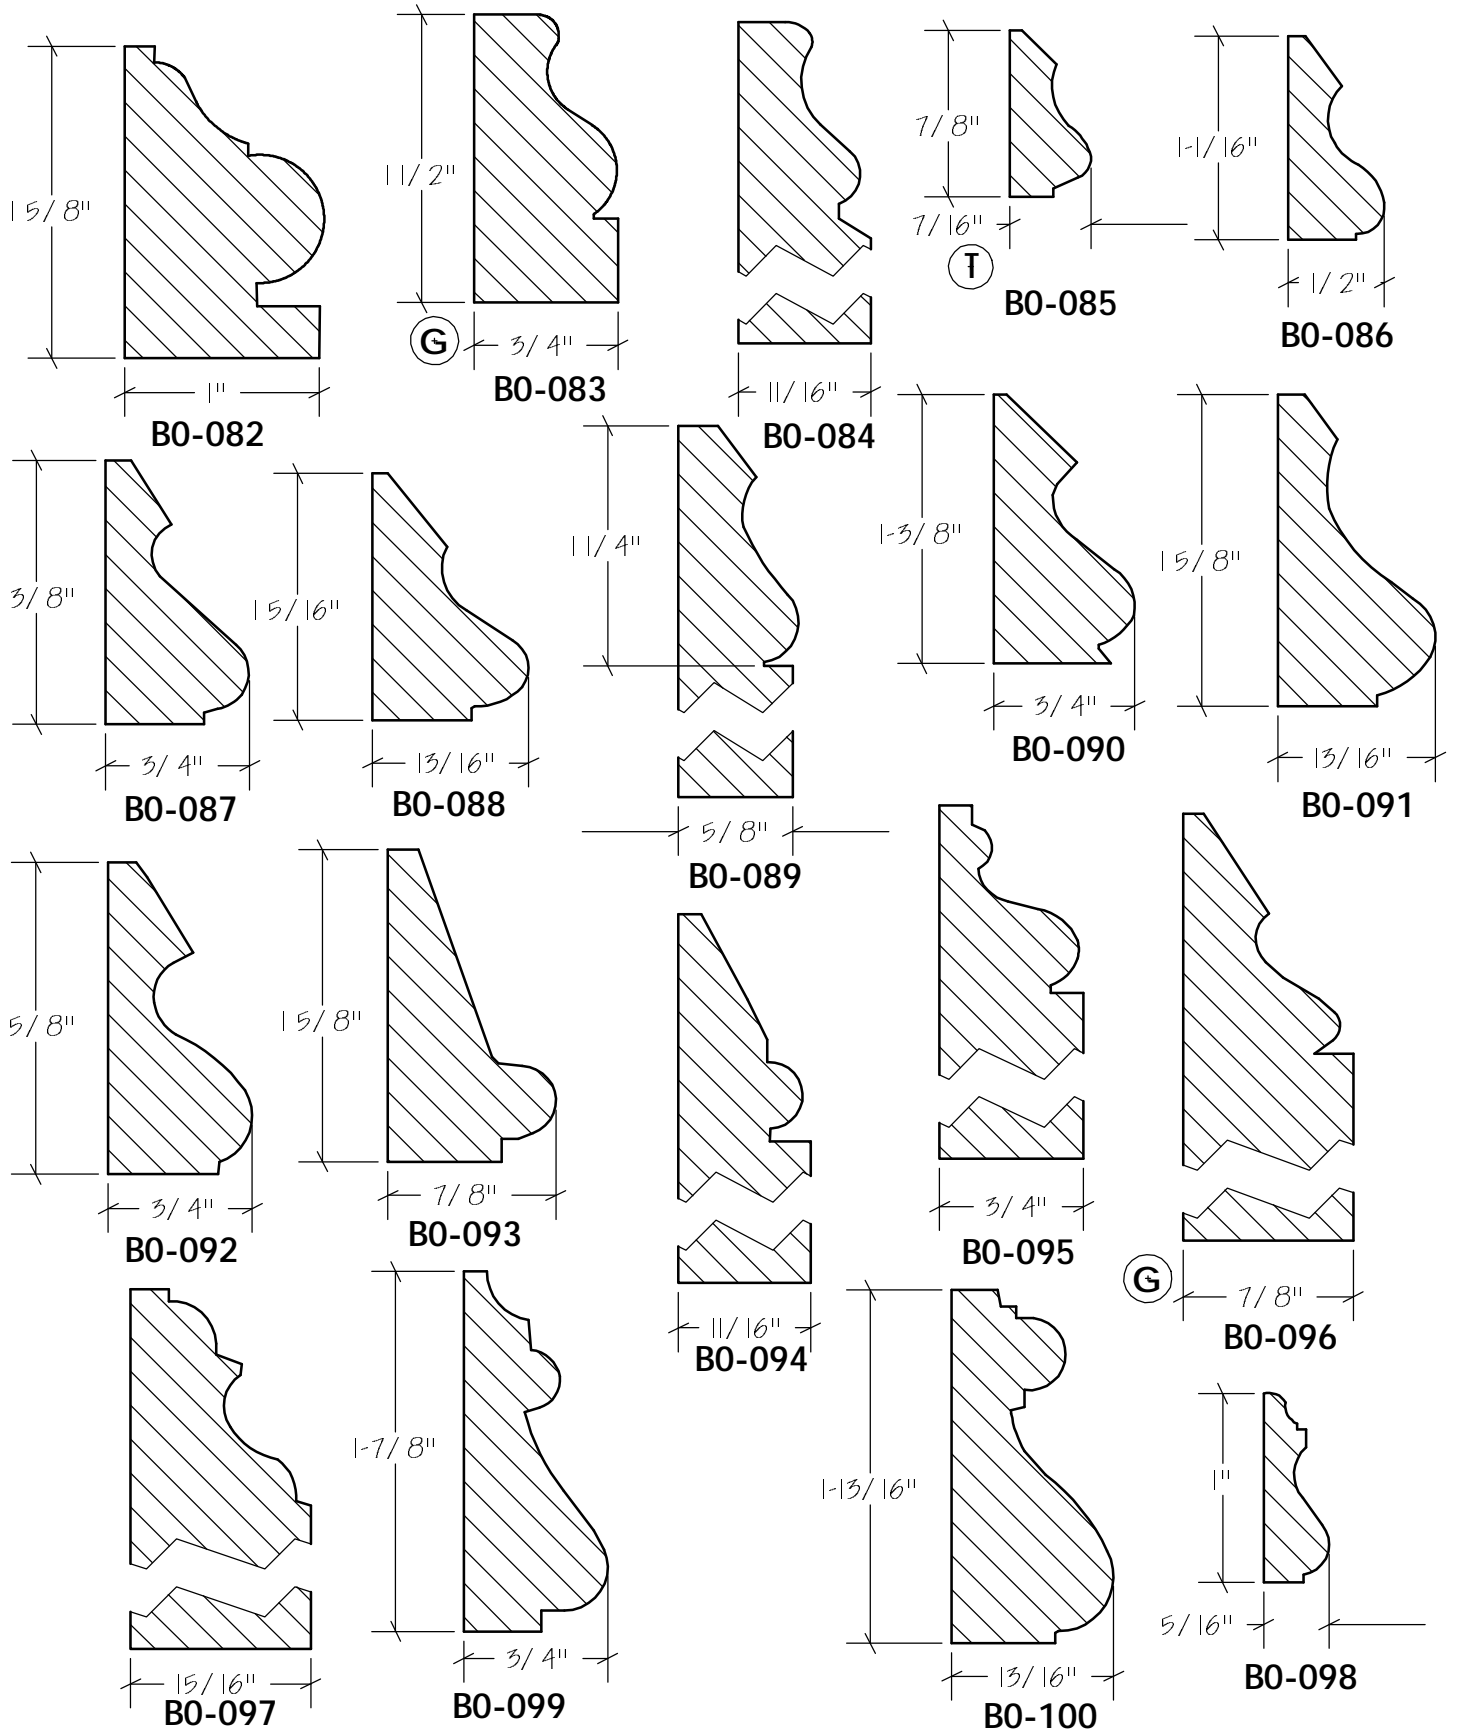 1 5/8"
1"
B0-082
1 1/2"
G
3/4"
B0-083
11/16"
B0-084
7/8"
7/16"
T
B0-085
1-1/16"
1/2"
B0-086
3/8"
3/4"
B0-087
1 5/16"
13/16"
B0-088
1 1/4"
5/8"
B0-089
1-3/8"
3/4"
B0-090
1 5/8"
13/16"
B0-091
5/8"
3/4"
B0-092
1 5/8"
7/8"
B0-093
11/16"
B0-094
3/4"
B0-095
G
7/8"
B0-096
15/16"
B0-097
1-7/8"
3/4"
B0-099
1-13/16"
13/16"
B0-100
1"
5/16"
B0-098